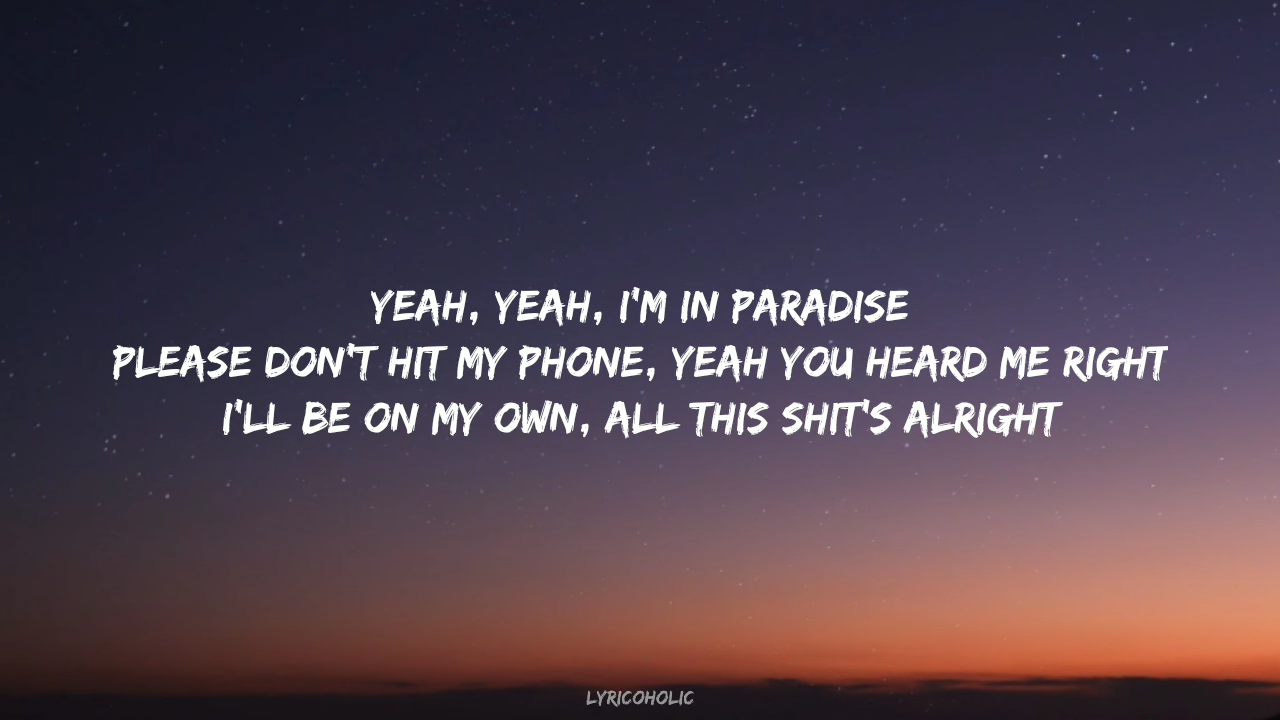 YEAH, YEAH, I'M IN PARADISE
PLEASE DON'T HIT MY PHONE, YEAH YOU HEARD ME RIGHT
I'LL BE ON MY OWN, ALL THIS SHIT'S ALRIGHT
LYRICOHOLIC